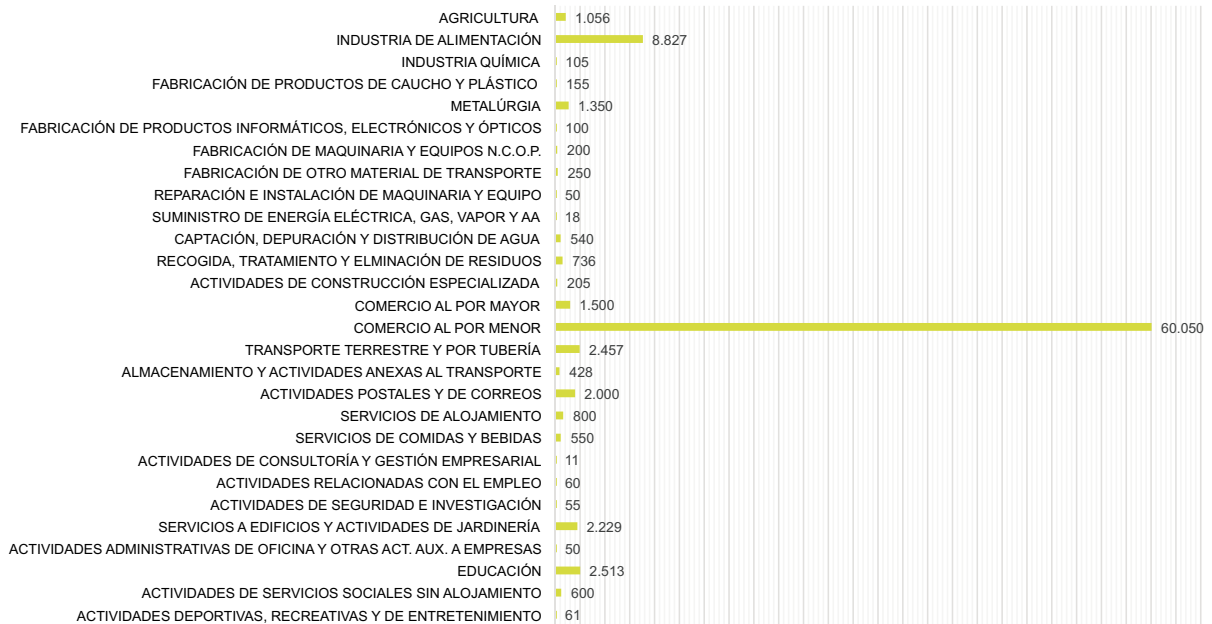 AGRICULTURA 1.056
INDUSTRIA DE ALIMENTACIÓN 8.827
INDUSTRIA QUÍMICA 105
FABRICACIÓN DE PRODUCTOS DE CAUCHO Y PLÁSTICO 155
METALÚRGIA 1.350
FABRICACIÓN DE PRODUCTOS INFORMÁTICOS, ELECTRÓNICOS Y ÓPTICOS 100
FABRICACIÓN DE MAQUINARIA Y EQUIPOS N.C.O.P. 200
FABRICACIÓN DE OTRO MATERIAL DE TRANSPORTE 250
REPARACIÓN E INSTALACIÓN DE MAQUINARIA Y EQUIPO 50
SUMINISTRO DE ENERGÍA ELÉCTRICA, GAS, VAPOR Y AA 18
CAPTACIÓN, DEPURACIÓN Y DISTRIBUCIÓN DE AGUA 540
RECOGIDA, TRATAMIENTO Y ELMINACIÓN DE RESIDUOS 736
ACTIVIDADES DE CONSTRUCCIÓN ESPECIALIZADA 205
COMERCIO AL POR MAYOR 1.500
COMERCIO AL POR MENOR 60.050
TRANSPORTE TERRESTRE Y POR TUBERÍA 2.457
ALMACENAMIENTO Y ACTIVIDADES ANEXAS AL TRANSPORTE 428
ACTIVIDADES POSTALES Y DE CORREOS 2.000
SERVICIOS DE ALOJAMIENTO 800
SERVICIOS DE COMIDAS Y BEBIDAS 550
ACTIVIDADES DE CONSULTORÍA Y GESTIÓN EMPRESARIAL 11
ACTIVIDADES RELACIONADAS CON EL EMPLEO 60
ACTIVIDADES DE SEGURIDAD E INVESTIGACIÓN 55
SERVICIOS A EDIFICIOS Y ACTIVIDADES DE JARDINERÍA 2.229
ACTIVIDADES ADMINISTRATIVAS DE OFICINA Y OTRAS ACT. AUX. A EMPRESAS 50
EDUCACIÓN 2.513
ACTIVIDADES DE SERVICIOS SOCIALES SIN ALOJAMIENTO 600
ACTIVIDADES DEPORTIVAS, RECREATIVAS Y DE ENTRETENIMIENTO 61